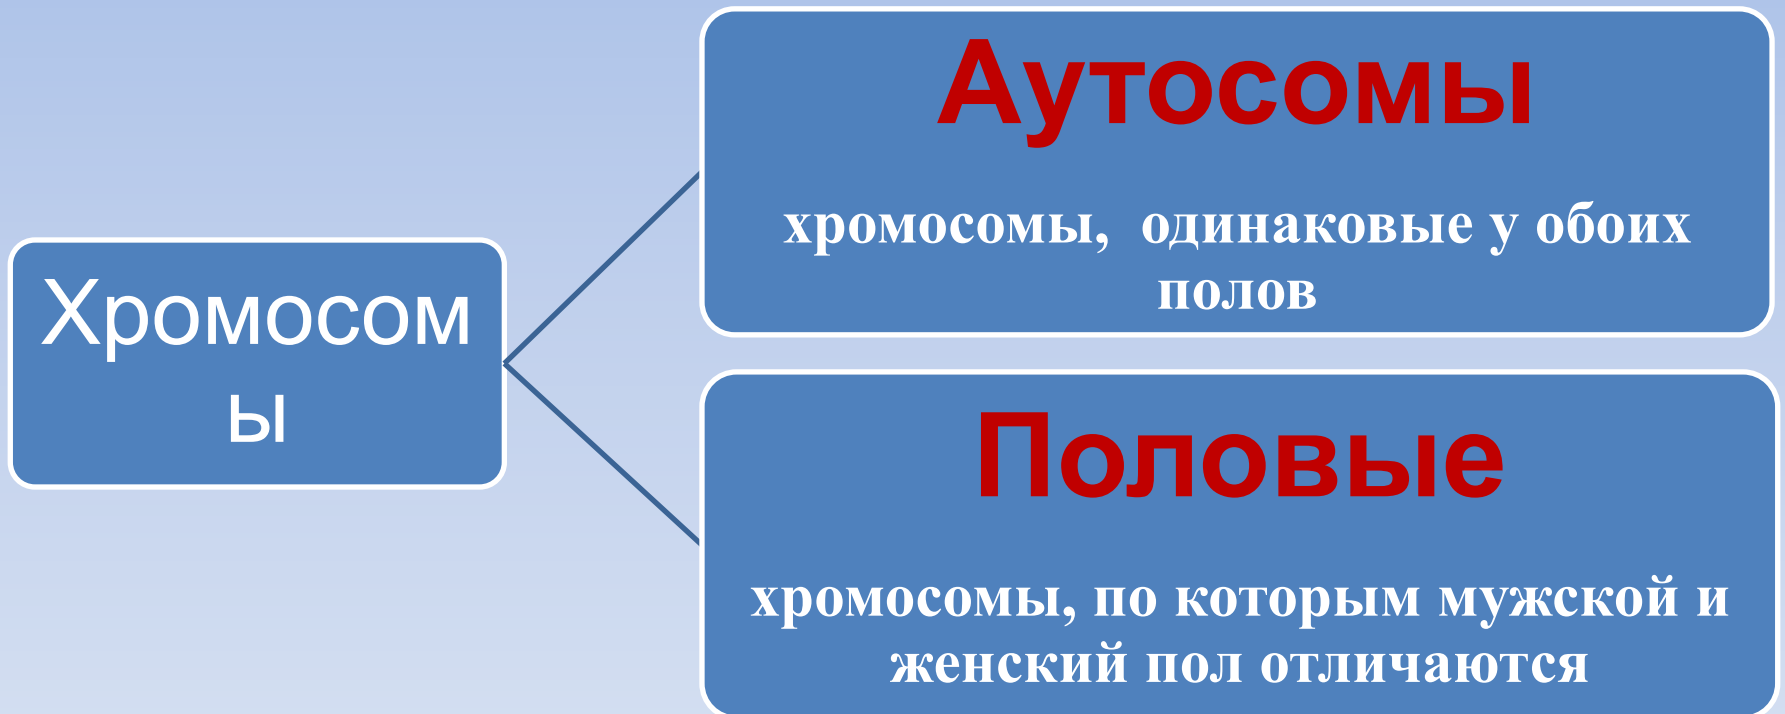 Хромосом
ы
Аутосомы
хромосомы, одинаковые у обоих
полов
Половые
хромосомы, по которым мужской и
женский пол отличаются